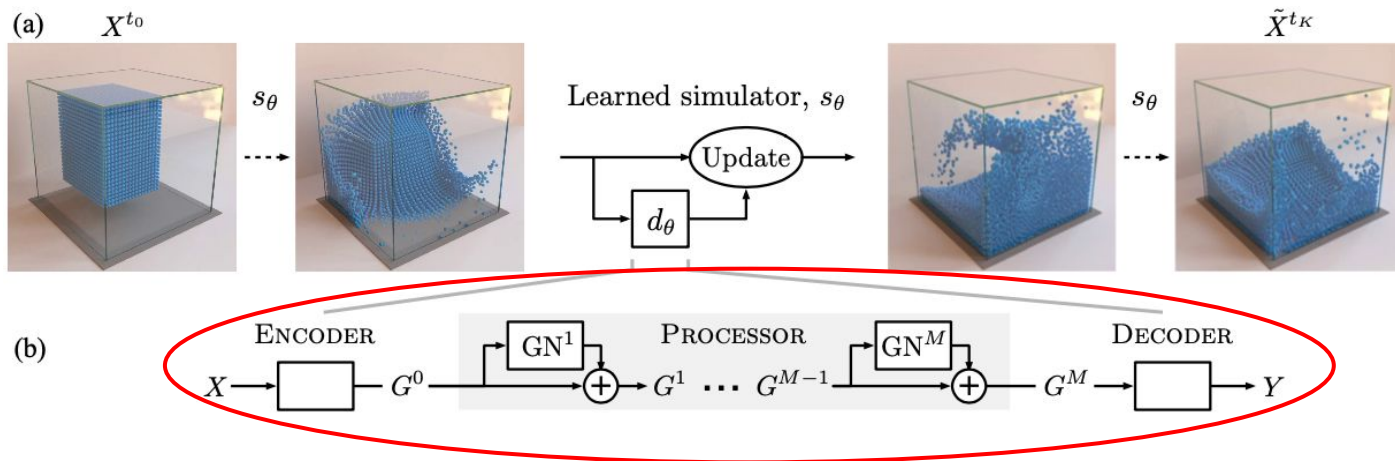 (a)
X^{t_0}
s_θ
Learned simulator, s_θ
Update
d_θ
X̃^{t_K}
s_θ
(b)
ENCODER
PROCESSOR
DECODER
GN^1
GN^M
X
G^0
+
G^1
...
G^{M-1}
+
G^M
Y